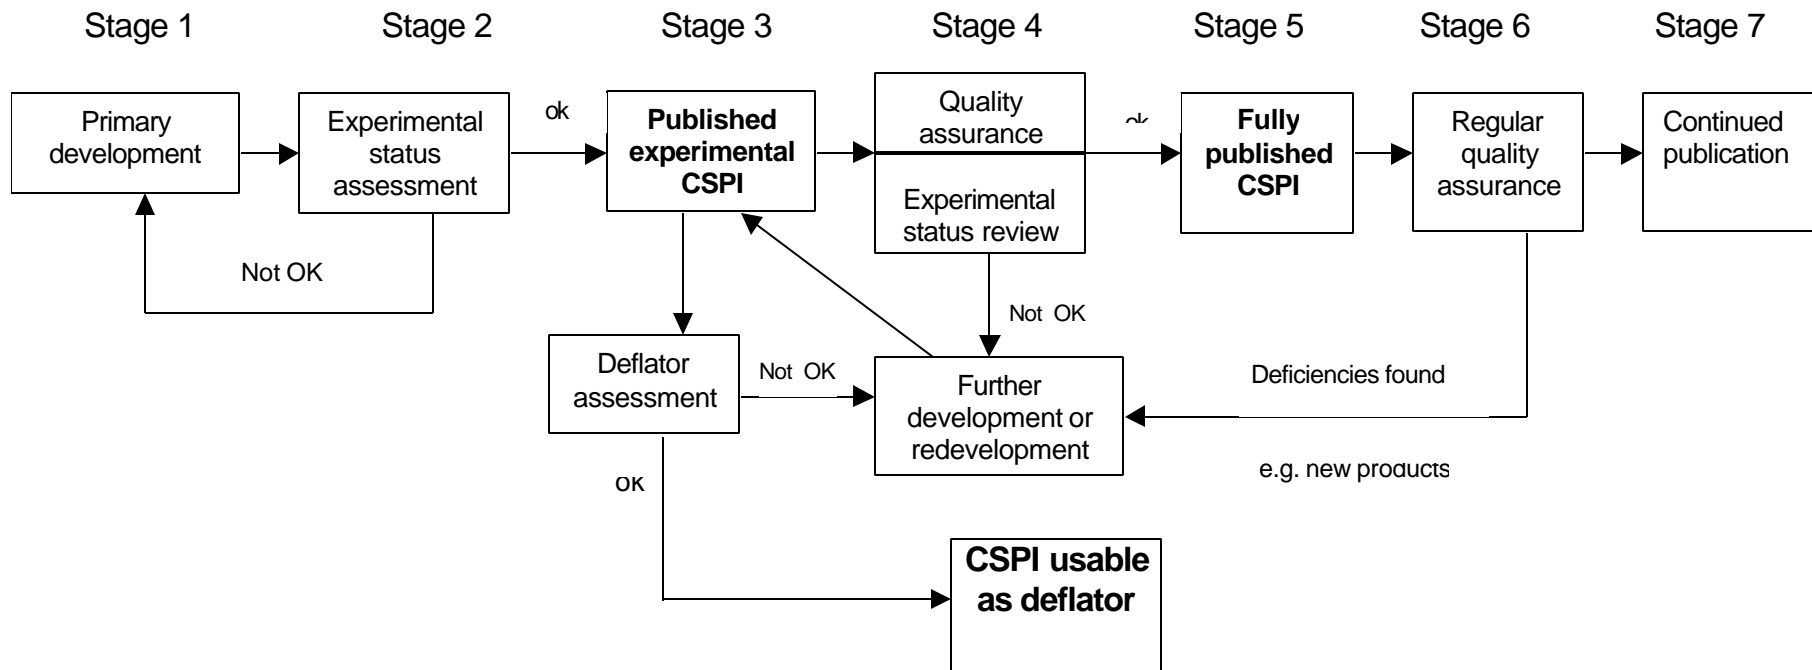 Stage 1 Stage 2 Stage 3 Stage 4 Stage 5 Stage 6 Stage 7
Primary
development
Experimental
status
assessment
ok
Published
experimental
CSPI
Quality
assurance
Experimental
status review
ok
Fully
published
CSPI
Regular
quality
assurance
Continued
publication
Not OK
Not OK
Deflator
assessment
Not OK
Further
development or
redevelopment
Deficiencies found
e.g. new products
OK
CSPI usable
as deflator